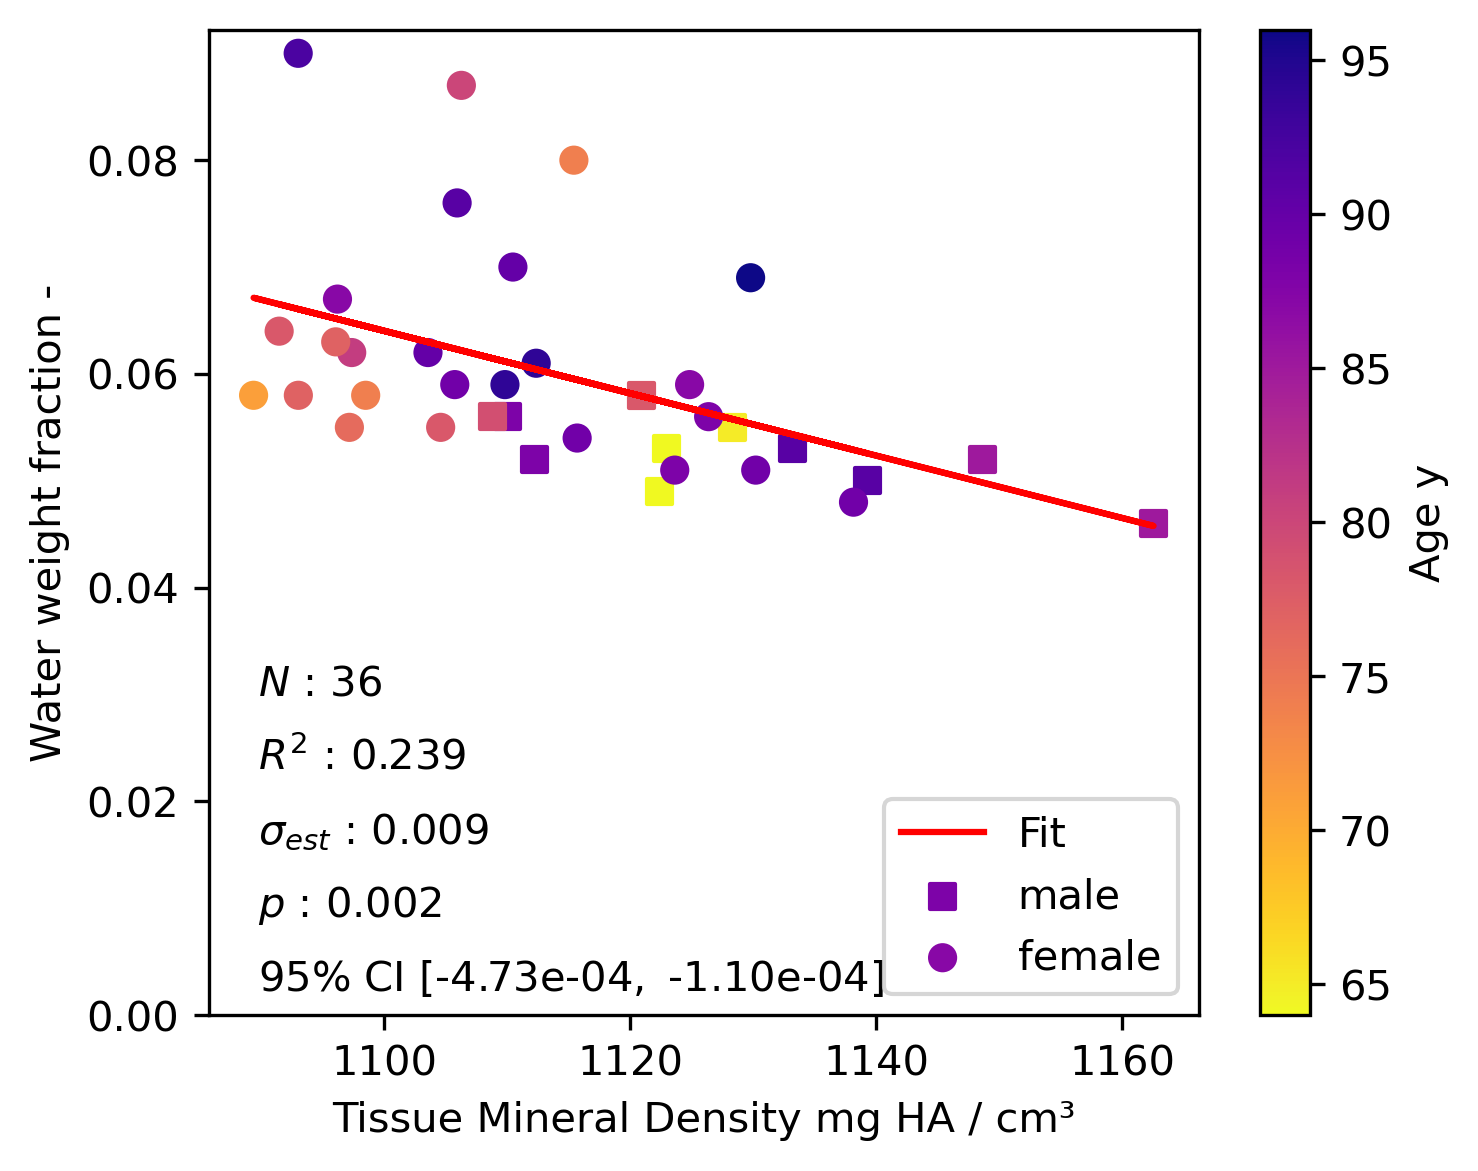 Water weight fraction -
0.08
0.06
0.04
0.02
0.00
N : 36
R² : 0.239
σest : 0.009
p : 0.002
95% CI [-4.73e-04, -1.10e-04]
Fit
male
female
1100 1120 1140 1160
Tissue Mineral Density mg HA / cm³
95
90
85
80
75
70
65
Age y